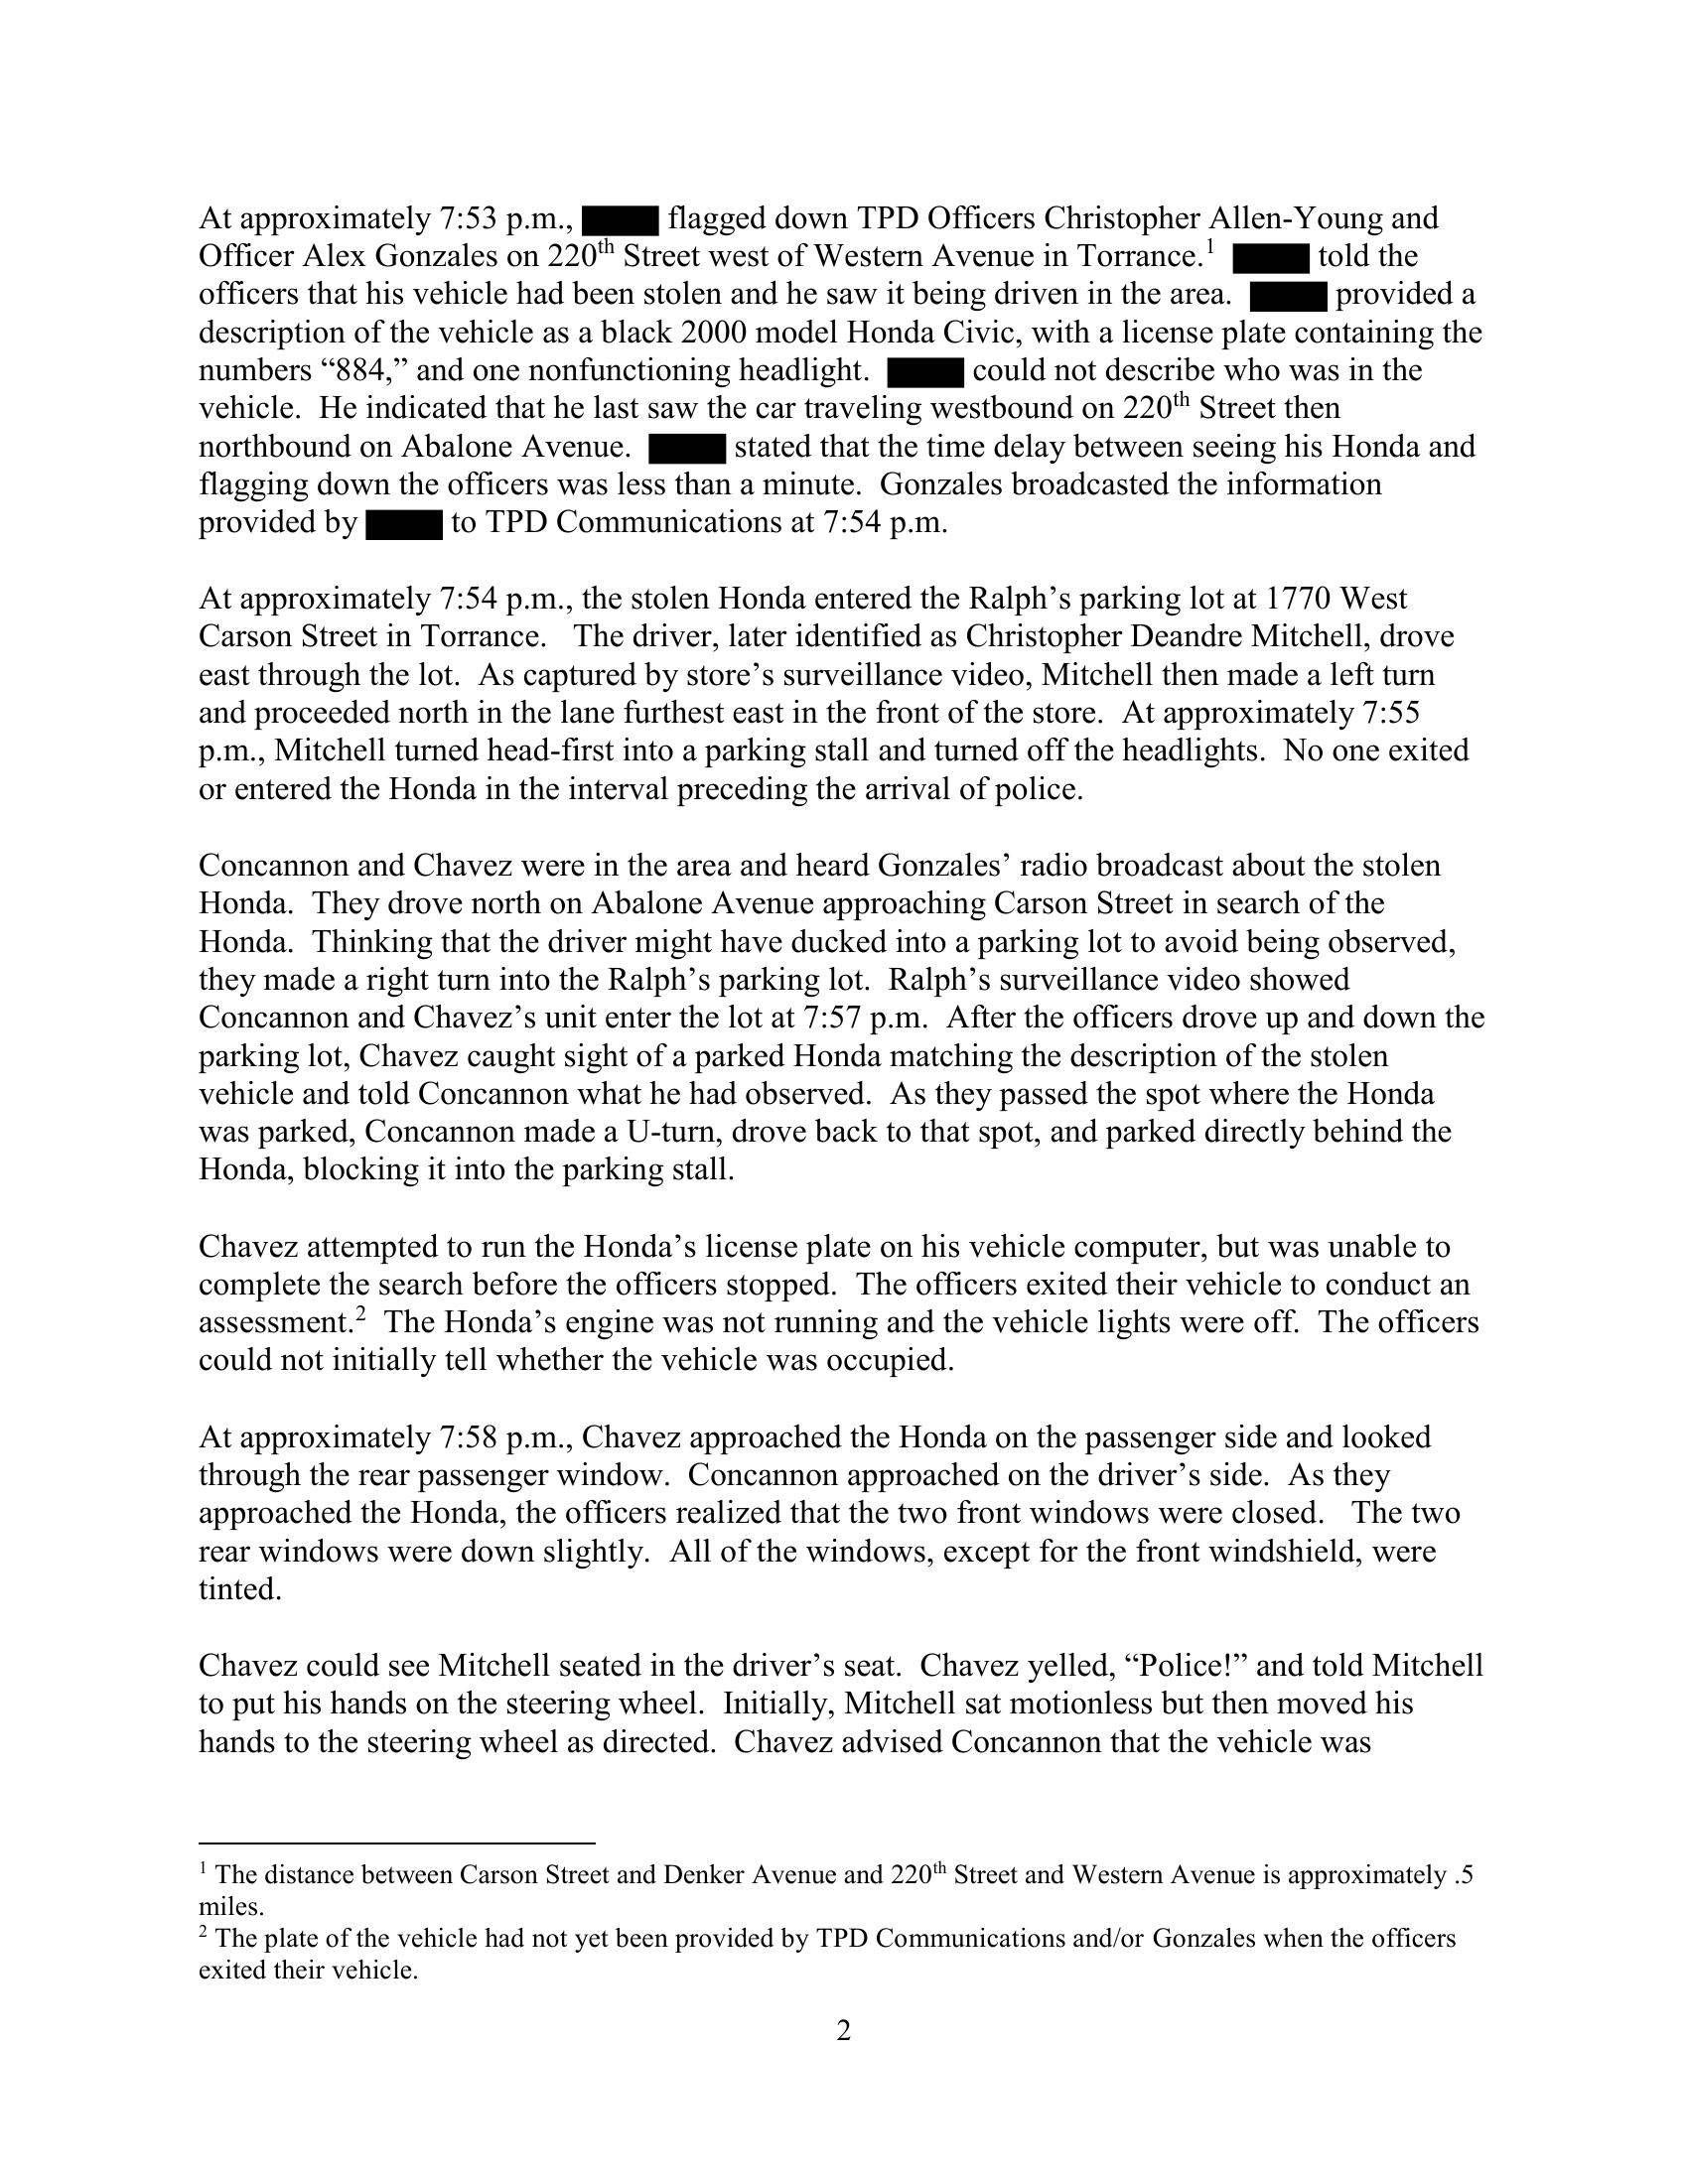 At approximately 7:53 p.m., flagged down TPD Officers Christopher Allen-Young and
Officer Alex Gonzales on 220th Street west of Western Avenue in Torrance.1 told the
officers that his vehicle had been stolen and he saw it being driven in the area. provided a
description of the vehicle as a black 2000 model Honda Civic, with a license plate containing the
numbers “884,” and one nonfunctioning headlight. could not describe who was in the
vehicle. He indicated that he last saw the car traveling westbound on 220th Street then
northbound on Abalone Avenue. stated that the time delay between seeing his Honda and
flagging down the officers was less than a minute. Gonzales broadcasted the information
provided by to TPD Communications at 7:54 p.m.
At approximately 7:54 p.m., the stolen Honda entered the Ralph’s parking lot at 1770 West
Carson Street in Torrance. The driver, later identified as Christopher Deandre Mitchell, drove
east through the lot. As captured by store’s surveillance video, Mitchell then made a left turn
and proceeded north in the lane furthest east in the front of the store. At approximately 7:55
p.m., Mitchell turned head-first into a parking stall and turned off the headlights. No one exited
or entered the Honda in the interval preceding the arrival of police.
Concannon and Chavez were in the area and heard Gonzales’ radio broadcast about the stolen
Honda. They drove north on Abalone Avenue approaching Carson Street in search of the
Honda. Thinking that the driver might have ducked into a parking lot to avoid being observed,
they made a right turn into the Ralph’s parking lot. Ralph’s surveillance video showed
Concannon and Chavez’s unit enter the lot at 7:57 p.m. After the officers drove up and down the
parking lot, Chavez caught sight of a parked Honda matching the description of the stolen
vehicle and told Concannon what he had observed. As they passed the spot where the Honda
was parked, Concannon made a U-turn, drove back to that spot, and parked directly behind the
Honda, blocking it into the parking stall.
Chavez attempted to run the Honda’s license plate on his vehicle computer, but was unable to
complete the search before the officers stopped. The officers exited their vehicle to conduct an
assessment.2 The Honda’s engine was not running and the vehicle lights were off. The officers
could not initially tell whether the vehicle was occupied.
At approximately 7:58 p.m., Chavez approached the Honda on the passenger side and looked
through the rear passenger window. Concannon approached on the driver’s side. As they
approached the Honda, the officers realized that the two front windows were closed. The two
rear windows were down slightly. All of the windows, except for the front windshield, were
tinted.
Chavez could see Mitchell seated in the driver’s seat. Chavez yelled, “Police!” and told Mitchell
to put his hands on the steering wheel. Initially, Mitchell sat motionless but then moved his
hands to the steering wheel as directed. Chavez advised Concannon that the vehicle was
1 The distance between Carson Street and Denker Avenue and 220th Street and Western Avenue is approximately .5
miles.
2 The plate of the vehicle had not yet been provided by TPD Communications and/or Gonzales when the officers
exited their vehicle.
2